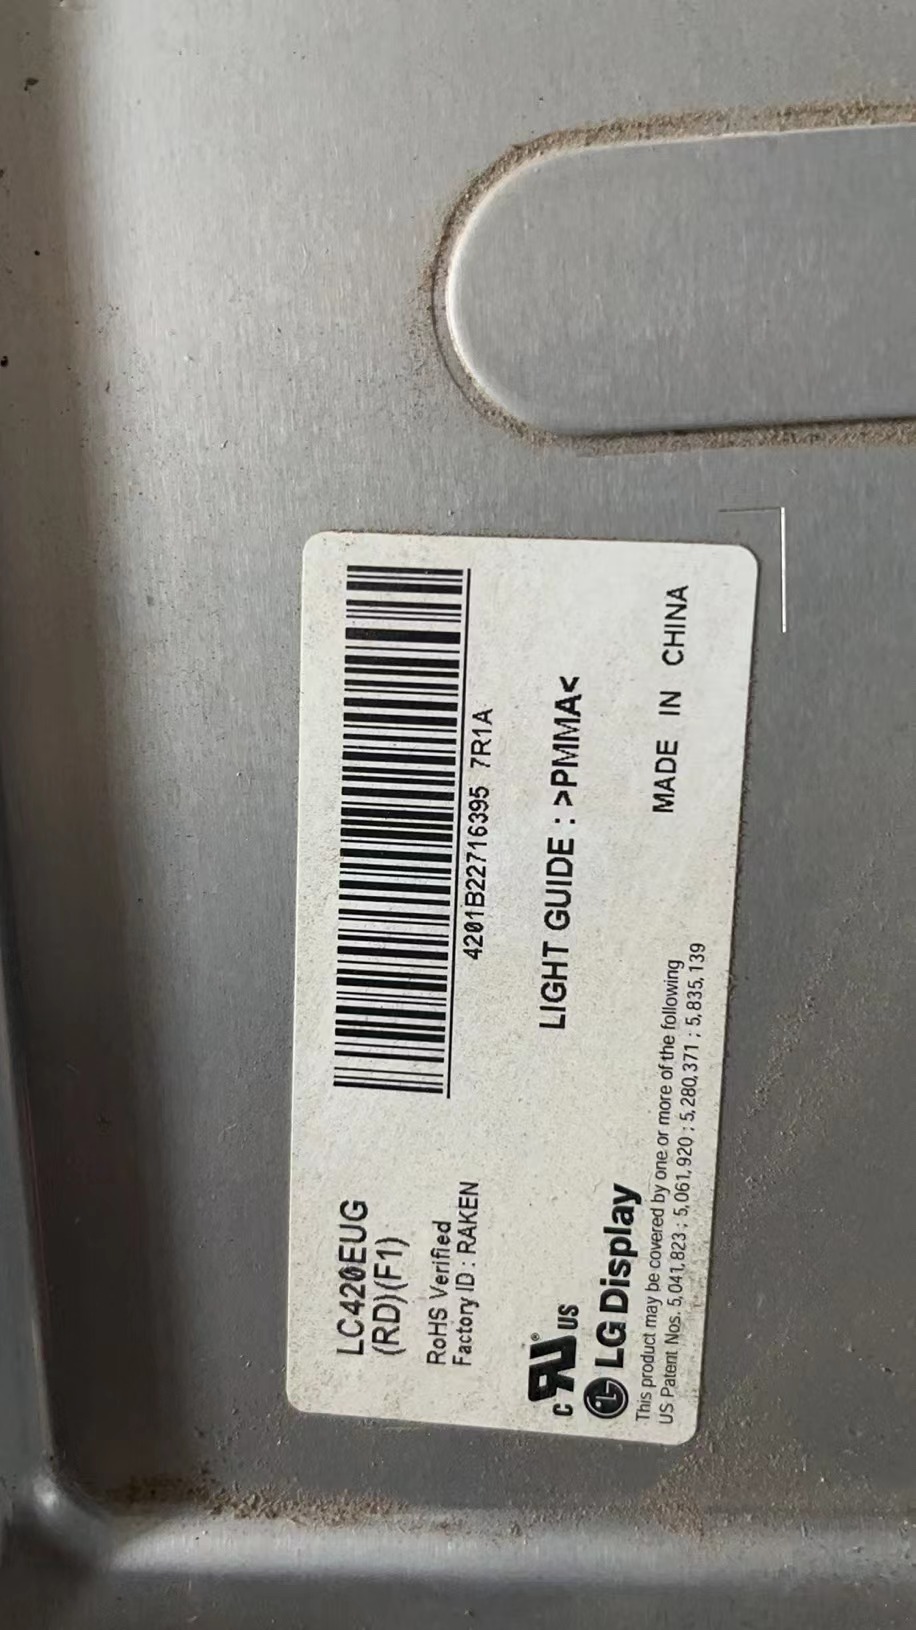 LC420EUG
(RD)(F1)
RoHS Verified
Factory ID : RAKEN
4201B22716395 7R1A
LIGHT GUIDE : >PMMA<
c RU® US
LG Display
MADE IN CHINA
This product may be covered by one or more of the following
US Patent Nos. 5,041,823 ; 5,061,920 ; 5,280,371 ; 5,835,139